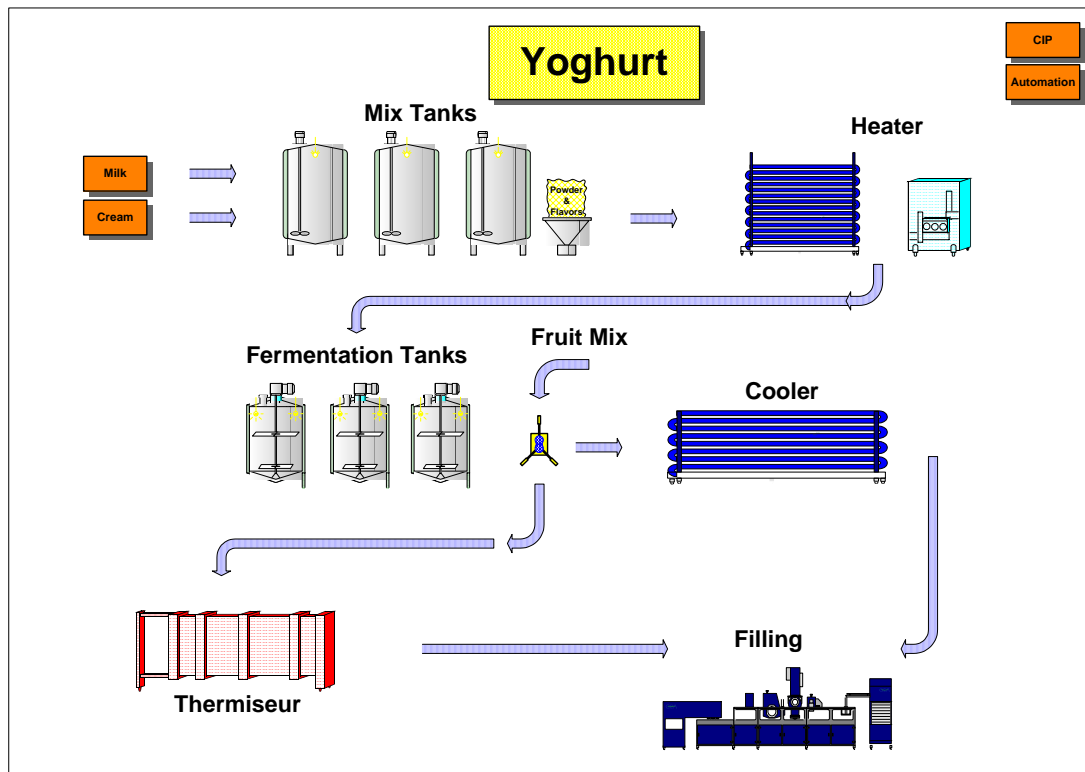 Yoghurt
CIP
Automation
Mix Tanks
Heater
Milk
Cream
Powder
&
Flavors
Fermentation Tanks
Fruit Mix
Cooler
Thermiseur
Filling